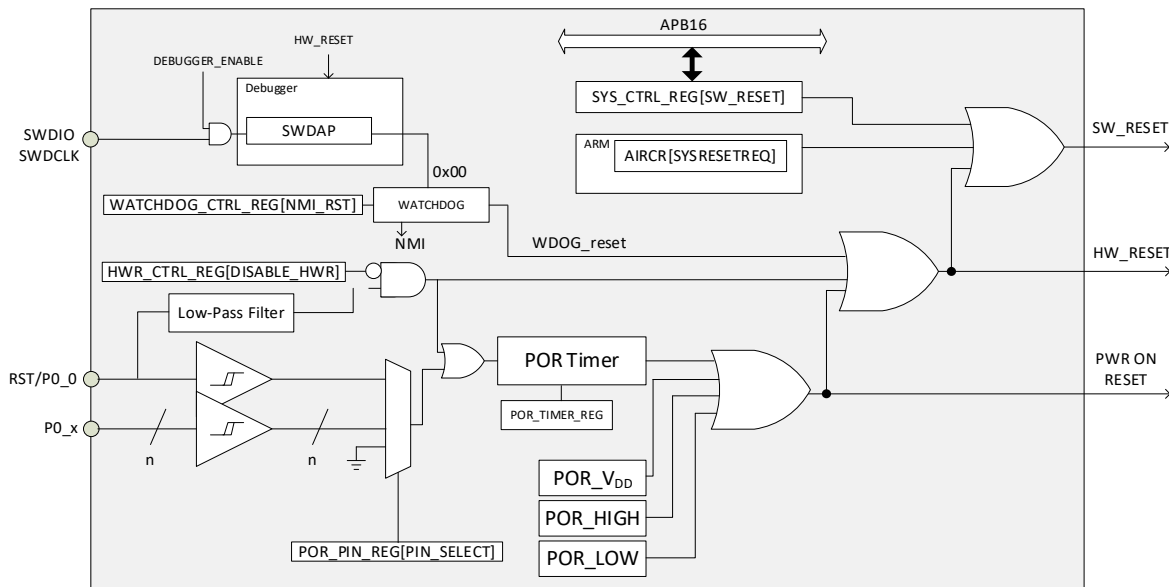 APB16
HW_RESET
DEBUGGER_ENABLE
Debugger
SWDAP
SYS_CTRL_REG[SW_RESET]
SWDIO
SWDCLK
SW_RESET
ARM
AIRCR[SYSRESETREQ]
0x00
WATCHDOG_CTRL_REG[NMI_RST]
WATCHDOG
NMI
WDOG_reset
HW_RESET
HWR_CTRL_REG[DISABLE_HWR]
Low-Pass Filter
RST/P0_0
POR Timer
PWR ON
RESET
POR_TIMER_REG
P0_x
n
n
POR_VDD
POR_HIGH
POR_LOW
POR_PIN_REG[PIN_SELECT]